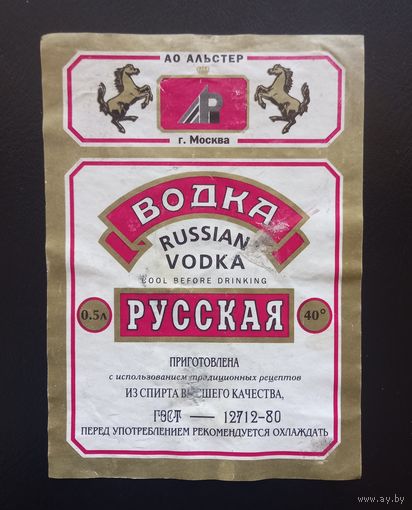 АО АЛЬСТЕР
г. Москва
ВОДКА
RUSSIAN
VODKA
COOL BEFORE DRINKING
0.5л РУССКАЯ 40°
ПРИГОТОВЛЕНА
с использованием традиционных рецептов
ИЗ СПИРТА ВЫСШЕГО КАЧЕСТВА,
ГОСТ — 12712-80
ПЕРЕД УПОТРЕБЛЕНИЕМ РЕКОМЕНДУЕТСЯ ОХЛАЖДАТЬ
www.ay.by